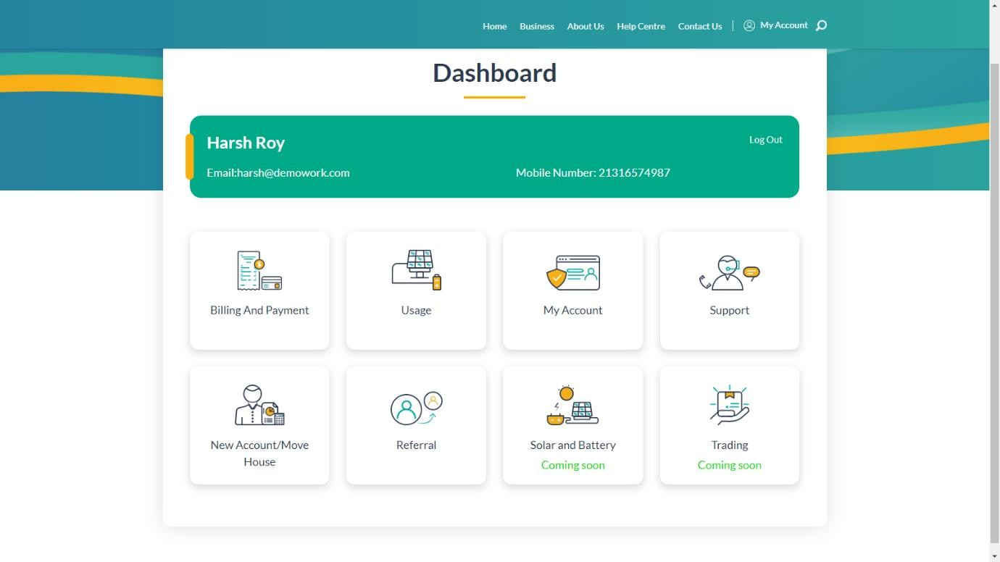 Home Business About Us Help Centre Contact Us My Account
Dashboard
Harsh Roy
Log Out
Email:harsh@demowork.com
Mobile Number: 21316574987
Billing And Payment
Usage
My Account
Support
New Account/Move
House
Referral
Solar and Battery
Coming soon
Trading
Coming soon